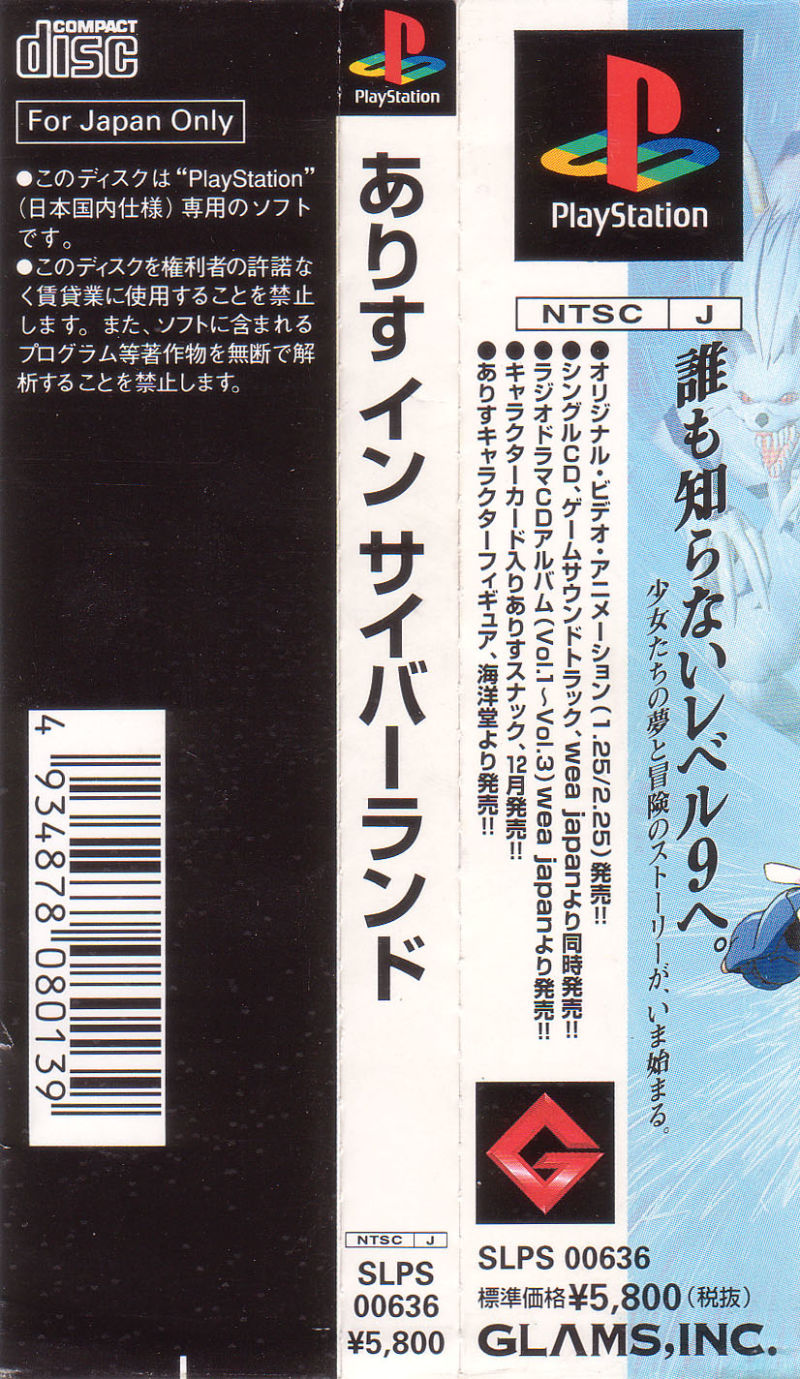 COMPACT
disc
For Japan Only
●このディスクは“PlayStation”
(日本国内仕様)専用のソフト
です。
●このディスクを権利者の許諾な
く賃貸業に使用することを禁止
します。また、ソフトに含まれる
プログラム等著作物を無断で解
析することを禁止します。
4 934878 080139
PlayStation
ありす イン サイバーランド
NTSC J
SLPS
00636
¥5,800
PlayStation
NTSC J
誰も知らないレベル9へ。
少女たちの夢と冒険のストーリーが、いま始まる。
●オリジナル・ビデオ・アニメーション(1.25/2.25)発売!!
●シングルCD、ゲームサウンドトラック、wea japanより同時発売!!
●ラジオドラマCDアルバム(Vol.1〜Vol.3)wea japanより発売!!
●キャラクターカード入りありすスナック、12月発売!!
●ありすキャラクターフィギュア、海洋堂より発売!!
SLPS 00636
標準価格¥5,800(税抜)
GLAMS,INC.